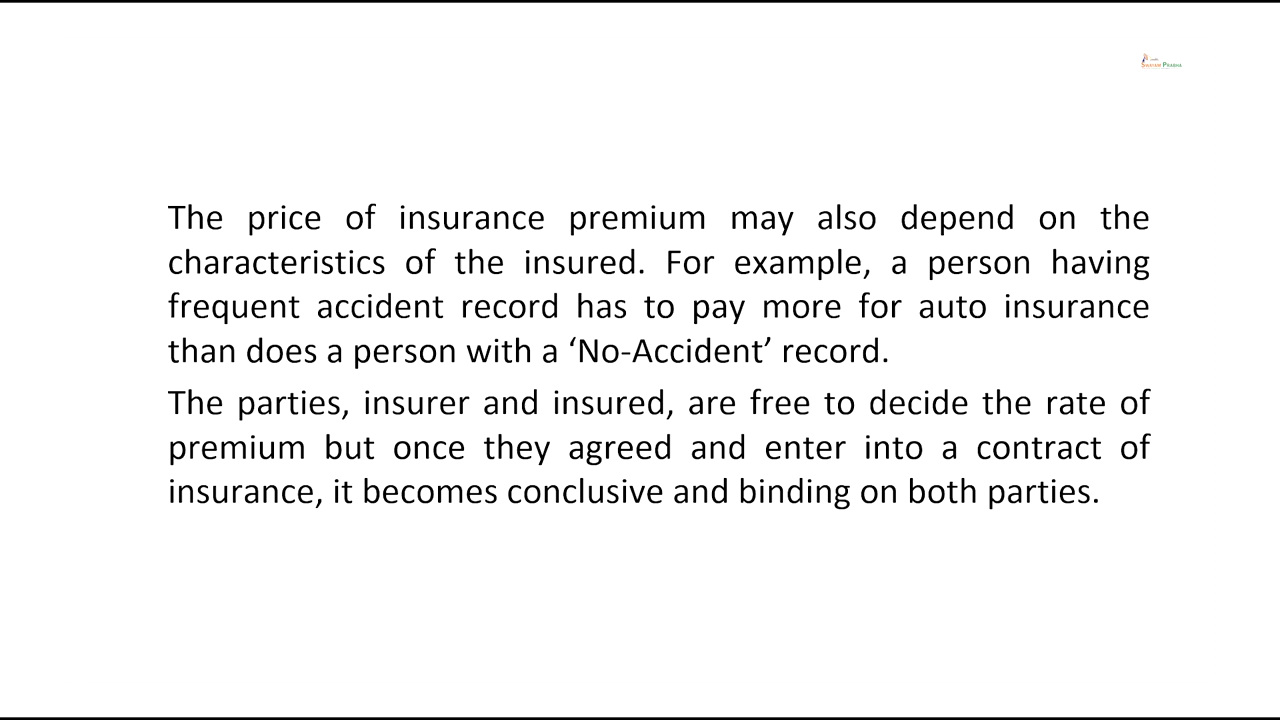 Swayam Prabha
The price of insurance premium may also depend on the
characteristics of the insured. For example, a person having
frequent accident record has to pay more for auto insurance
than does a person with a ‘No-Accident’ record.
The parties, insurer and insured, are free to decide the rate of
premium but once they agreed and enter into a contract of
insurance, it becomes conclusive and binding on both parties.